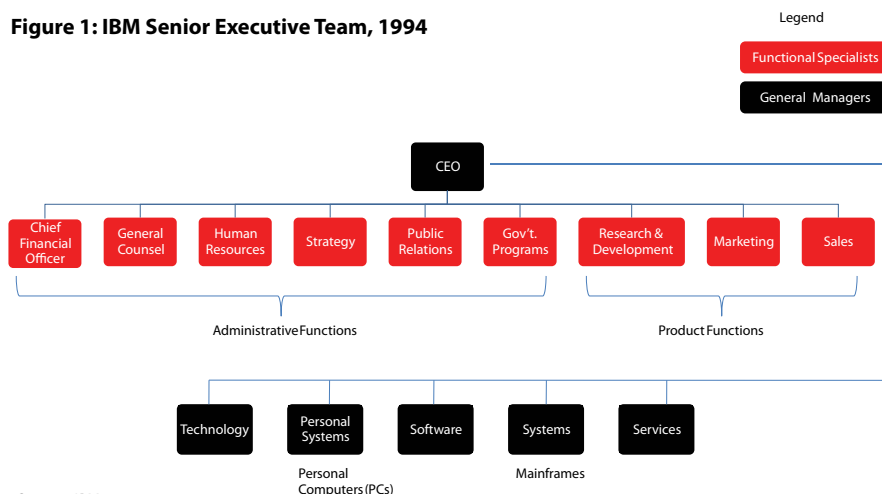 Figure 1: IBM Senior Executive Team, 1994
Legend
Functional Specialists
General Managers
CEO
Chief
Financial
Officer
General
Counsel
Human
Resources
Strategy
Public
Relations
Gov't.
Programs
Research &
Development
Marketing
Sales
Administrative Functions
Product Functions
Technology
Personal
Systems
Software
Systems
Services
Personal
Computers (PCs)
Mainframes